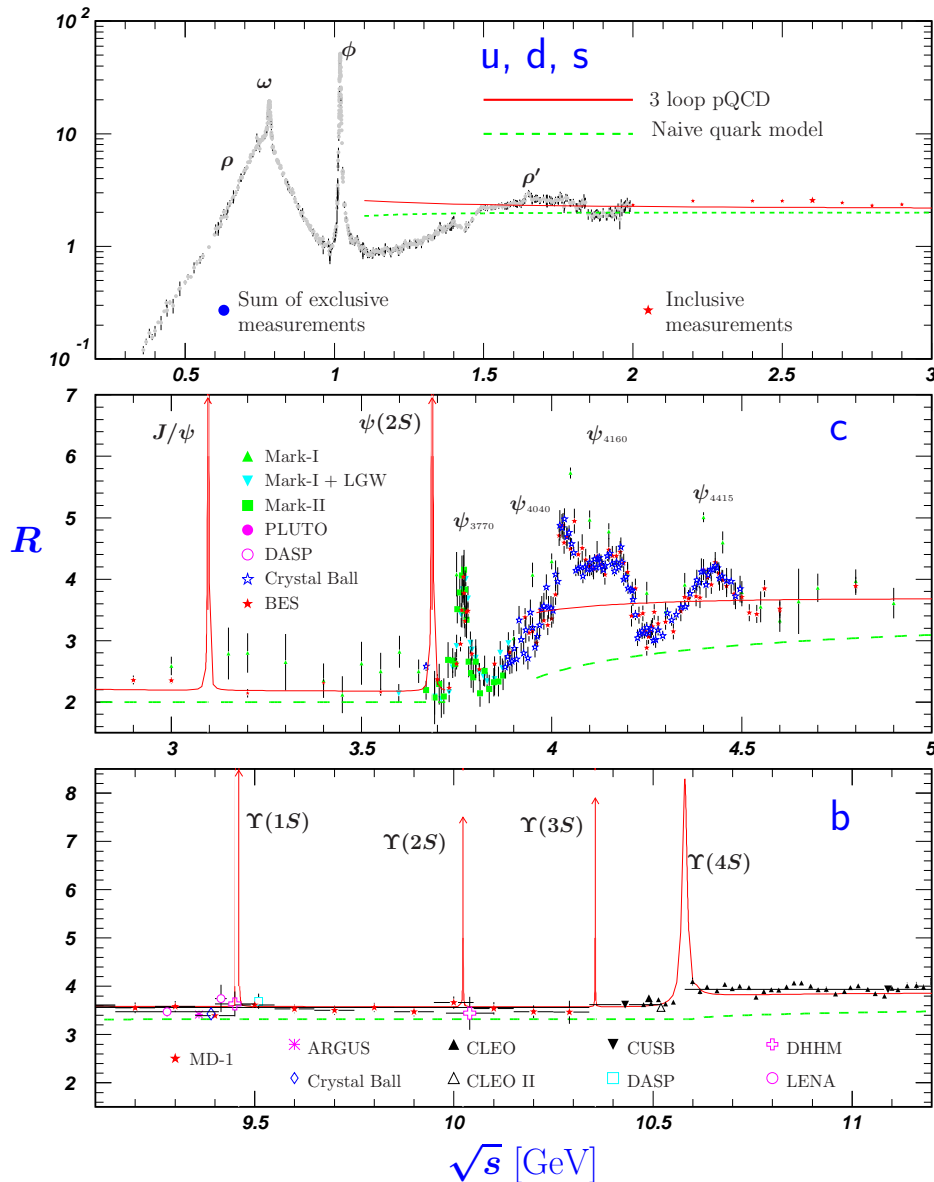 10^2
u, d, s
ϕ
ω
3 loop pQCD
Naive quark model
10
ρ
ρ′
1
Sum of exclusive measurements
Inclusive measurements
10^-1
0.5 1 1.5 2 2.5 3
7
J/ψ
ψ(2S)
c
ψ4160
6
Mark-I
Mark-I + LGW
Mark-II
PLUTO
DASP
Crystal Ball
BES
ψ3770
ψ4040
ψ4415
5
R
4
3
2
3 3.5 4 4.5 5
8
Υ(1S)
Υ(2S)
Υ(3S)
b
Υ(4S)
7
6
5
4
3
2
MD-1
ARGUS
CLEO
CUSB
DHHM
Crystal Ball
CLEO II
DASP
LENA
9.5 10 10.5 11
√s [GeV]